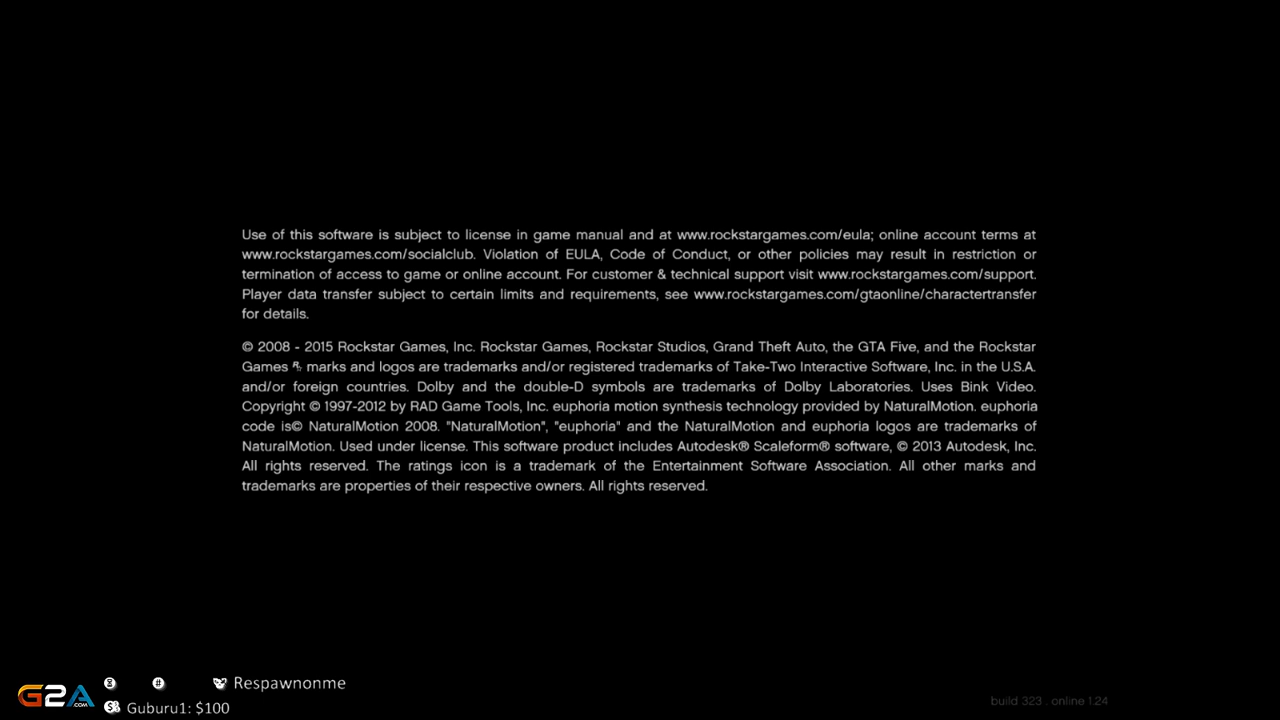 Use of this software is subject to license in game manual and at www.rockstargames.com/eula; online account terms at
www.rockstargames.com/socialclub. Violation of EULA, Code of Conduct, or other policies may result in restriction or
termination of access to game or online account. For customer & technical support visit www.rockstargames.com/support.
Player data transfer subject to certain limits and requirements, see www.rockstargames.com/gtaonline/charactertransfer
for details.
© 2008 - 2015 Rockstar Games, Inc. Rockstar Games, Rockstar Studios, Grand Theft Auto, the GTA Five, and the Rockstar
Games R* marks and logos are trademarks and/or registered trademarks of Take-Two Interactive Software, Inc. in the U.S.A.
and/or foreign countries. Dolby and the double-D symbols are trademarks of Dolby Laboratories. Uses Bink Video.
Copyright © 1997-2012 by RAD Game Tools, Inc. euphoria motion synthesis technology provided by NaturalMotion. euphoria
code is© NaturalMotion 2008. "NaturalMotion", "euphoria" and the NaturalMotion and euphoria logos are trademarks of
NaturalMotion. Used under license. This software product includes Autodesk® Scaleform® software, © 2013 Autodesk, Inc.
All rights reserved. The ratings icon is a trademark of the Entertainment Software Association. All other marks and
trademarks are properties of their respective owners. All rights reserved.
G2A.COM
# Respawnonme
$ Guburu1: $100
build 323 . online 1.24